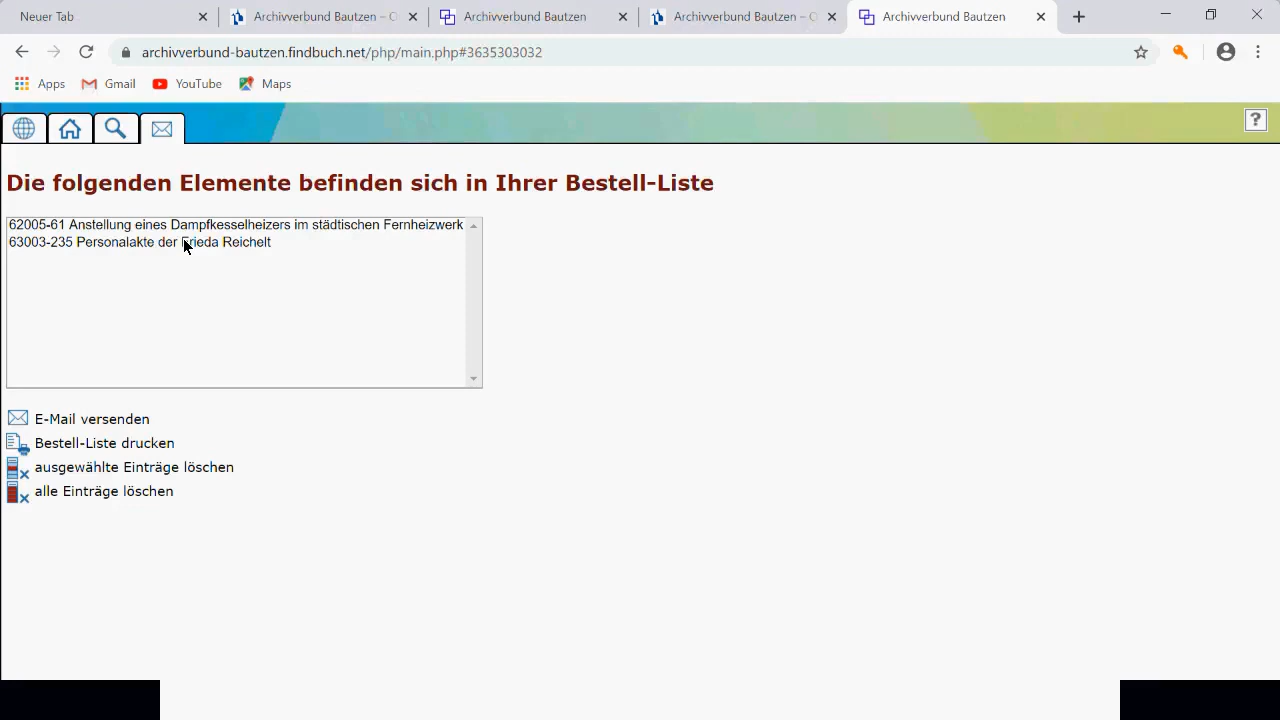 Neuer Tab
Archivverbund Bautzen – O
Archivverbund Bautzen
Archivverbund Bautzen – O
Archivverbund Bautzen
archivverbund-bautzen.findbuch.net/php/main.php#3635303032
Apps
Gmail
YouTube
Maps
?
Die folgenden Elemente befinden sich in Ihrer Bestell-Liste
62005-61 Anstellung eines Dampfkesselheizers im städtischen Fernheizwerk
63003-235 Personalakte der Frieda Reichelt
E-Mail versenden
Bestell-Liste drucken
ausgewählte Einträge löschen
alle Einträge löschen